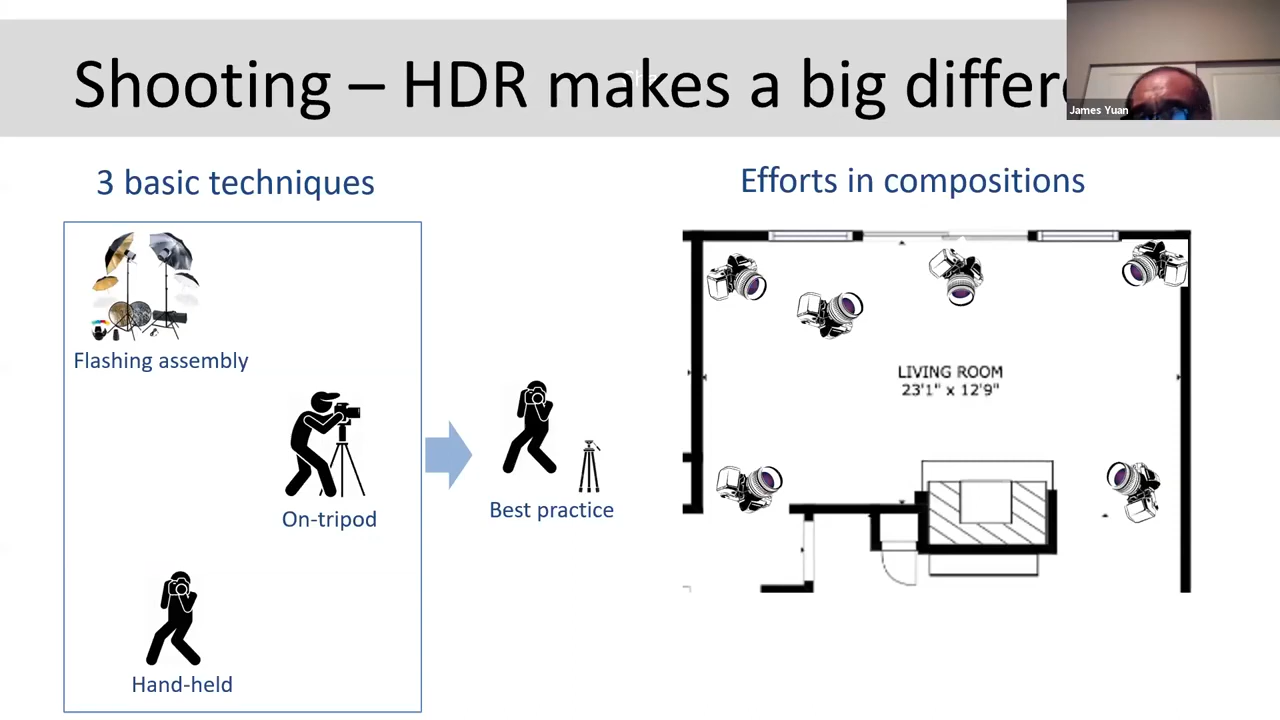 Shooting – HDR makes a big differe
James Yuan
3 basic techniques
Efforts in compositions
Flashing assembly
On-tripod
Best practice
Hand-held
LIVING ROOM
23'1" x 12'9"